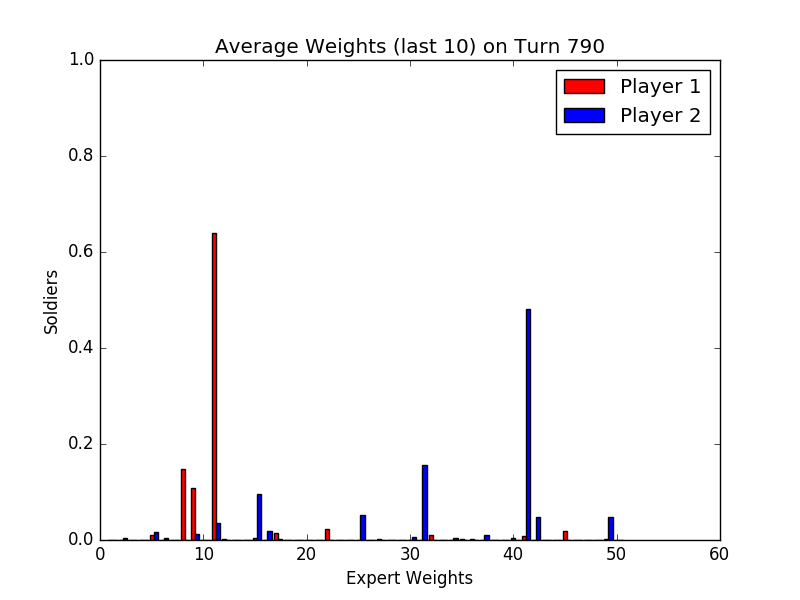 Average Weights (last 10) on Turn 790
1.0
0.8
0.6
0.4
0.2
0.0
Soldiers
Player 1
Player 2
0 10 20 30 40 50 60
Expert Weights